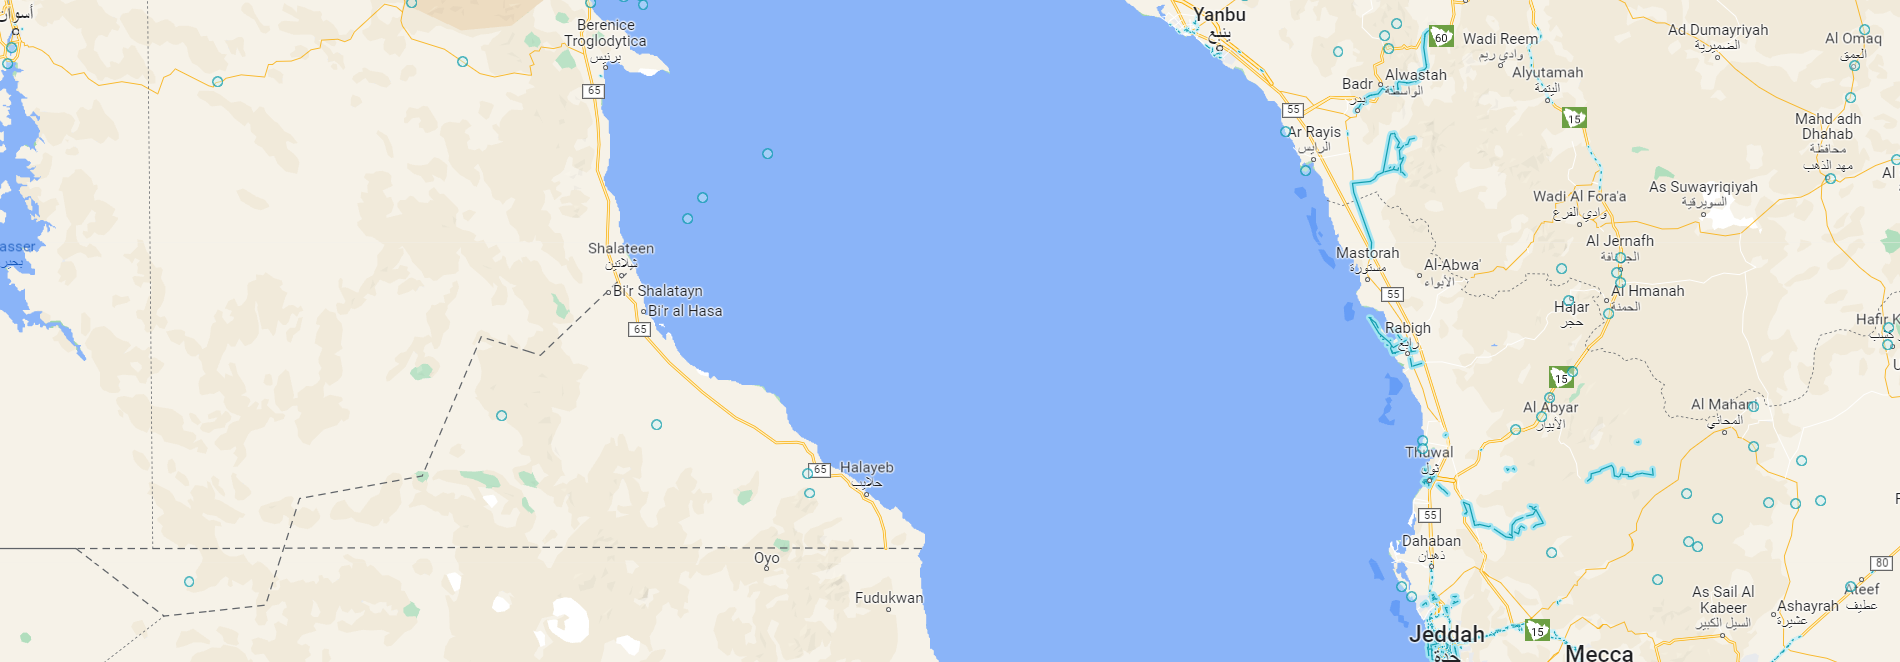 أسوان
Berenice
Troglodytica
برنيس
65
Shalateen
شلاتين
Bi'r Shalatayn
Bi'r al Hasa
65
asser
بحير
65
Halayeb
حلايب
Oyo
Fudukwan
Yanbu
ينبع
60
Wadi Reem
وادي ريم
Ad Dumayriyah
الضميرية
Al Omaq
العمق
Badr
بدر
Alwastah
الواسطة
Alyutamah
اليتمة
55
15
Ar Rayis
الرايس
Mahd adh
Dhahab
محافظة
مهد الذهب
Al
Wadi Al Fora'a
وادي الفرع
As Suwayriqiyah
السويرقية
Mastorah
مستورة
Al-Abwa'
الأبواء
Al Jernafh
55
Al Hmanah
الحمنة
Hajar
حجر
Rabigh
رابغ
Hafir K
15
Al Abyar
الأبيار
Al Mahani
المحاني
Thuwal
ثول
55
Dahaban
ذهبان
80
As Sail Al
Kabeer
السيل الكبير
Ashayrah
عشيرة
Ateef
عطيف
Jeddah
جدة
15
Mecca